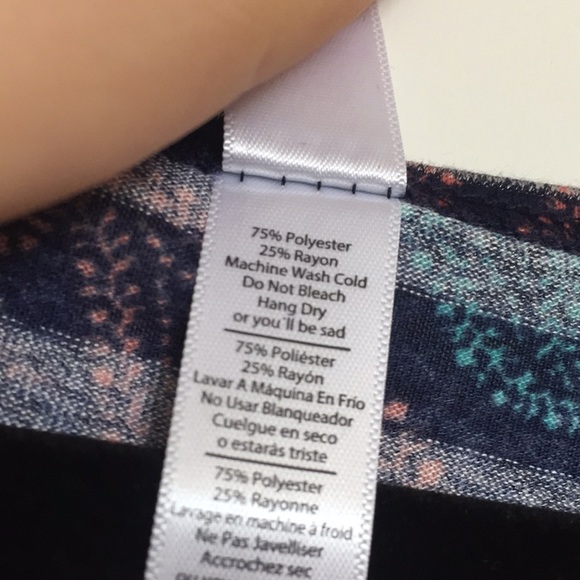 75% Polyester
25% Rayon
Machine Wash Cold
Do Not Bleach
Hang Dry
or you'll be sad
75% Poliéster
25% Rayón
Lavar A Máquina En Frío
No Usar Blanqueador
Cuelgue en seco
o estarás triste
75% Polyester
25% Rayonne
Lavage en machine à froid
Ne Pas Javelliser
Accrochez sec